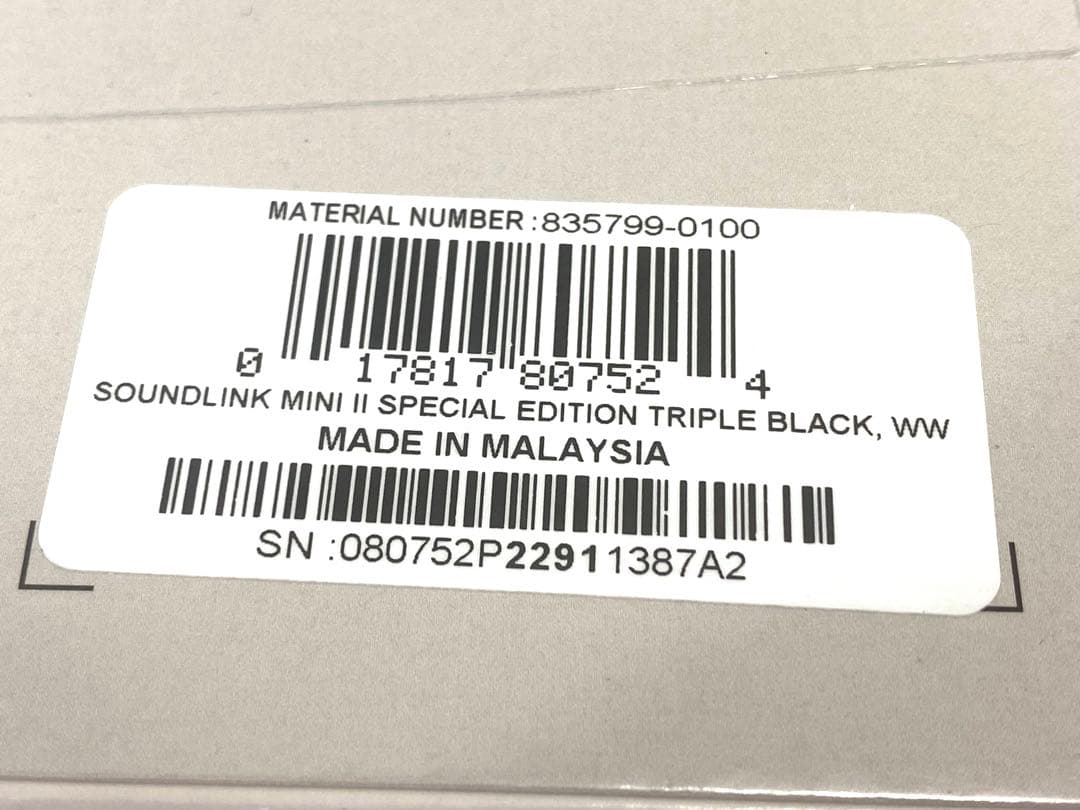 MATERIAL NUMBER :835799-0100
0 17817 80752 4
SOUNDLINK MINI II SPECIAL EDITION TRIPLE BLACK, WW
MADE IN MALAYSIA
SN :080752P22911387A2